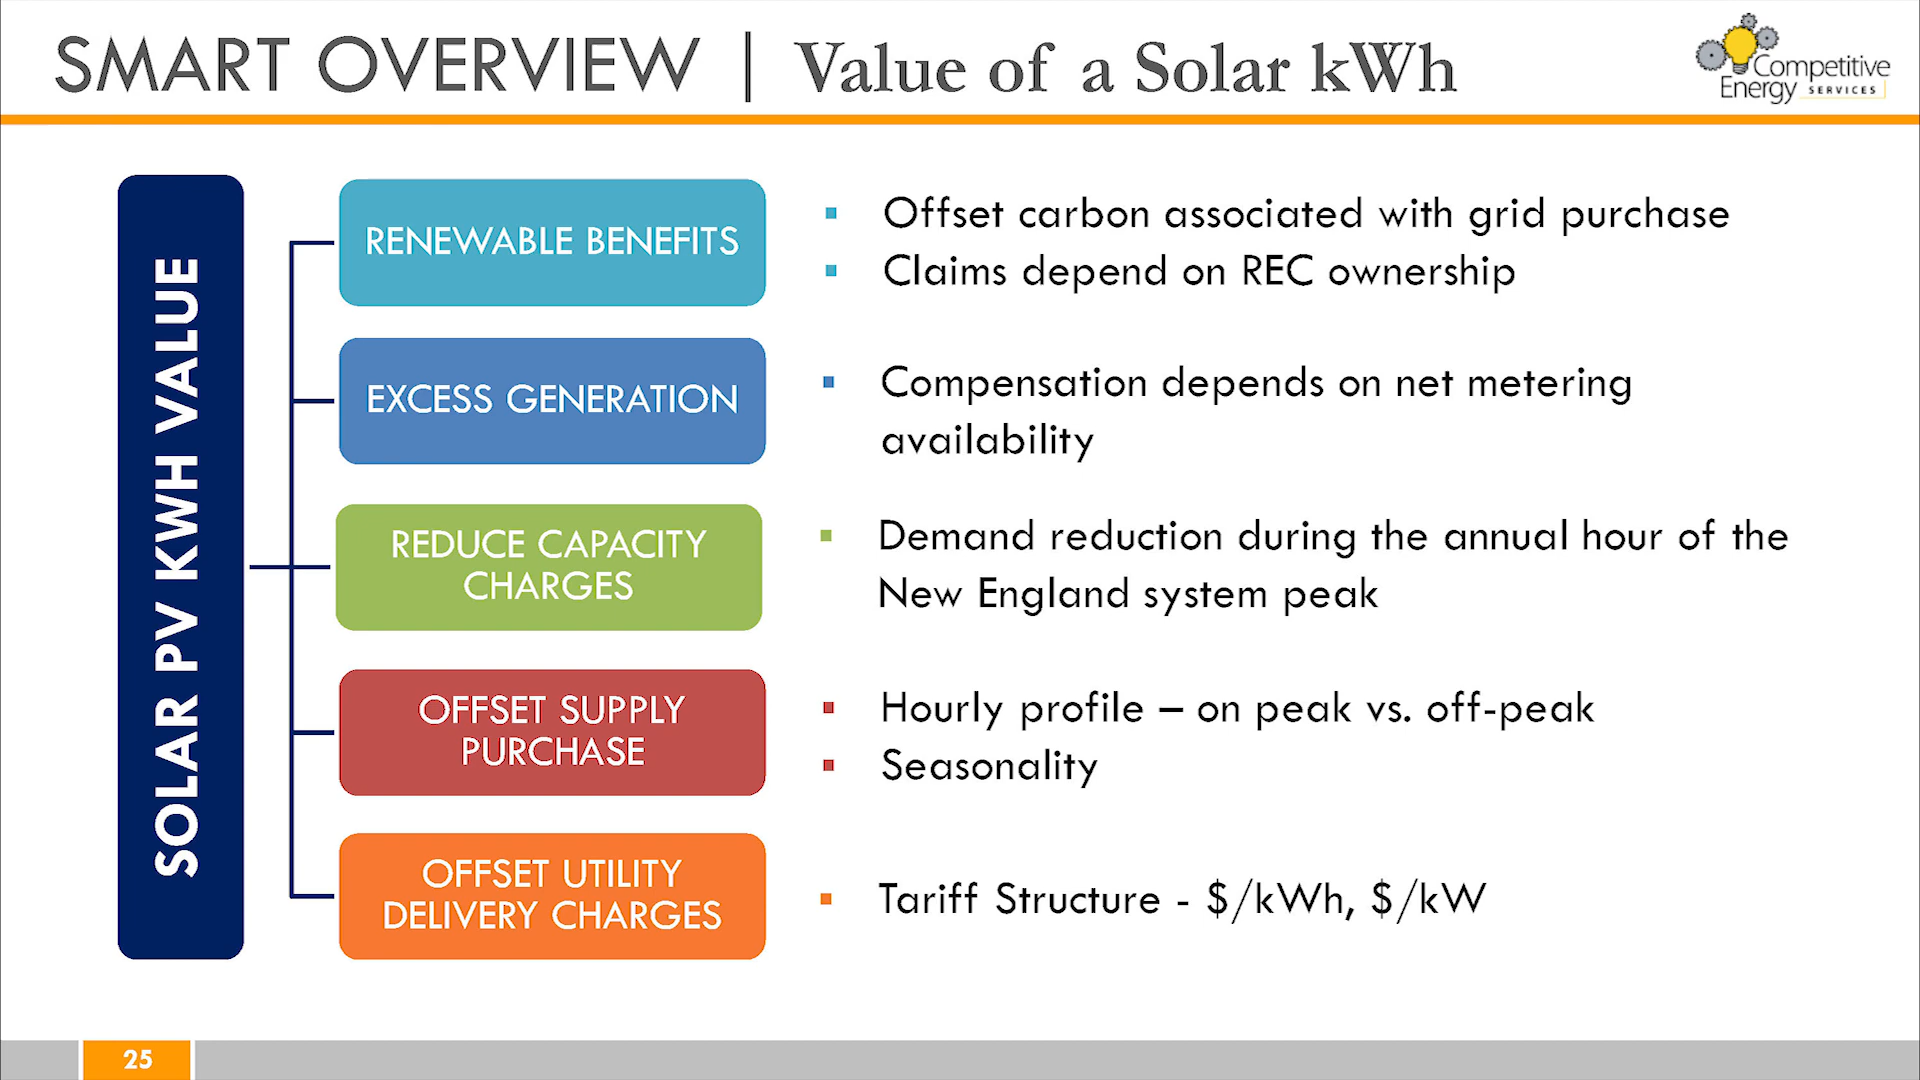 SMART OVERVIEW | Value of a Solar kWh
Competitive
Energy SERVICES
SOLAR PV KWH VALUE
RENEWABLE BENEFITS
▪ Offset carbon associated with grid purchase
▪ Claims depend on REC ownership
EXCESS GENERATION
▪ Compensation depends on net metering
availability
REDUCE CAPACITY
CHARGES
▪ Demand reduction during the annual hour of the
New England system peak
OFFSET SUPPLY
PURCHASE
▪ Hourly profile – on peak vs. off-peak
▪ Seasonality
OFFSET UTILITY
DELIVERY CHARGES
▪ Tariff Structure - $/kWh, $/kW
25